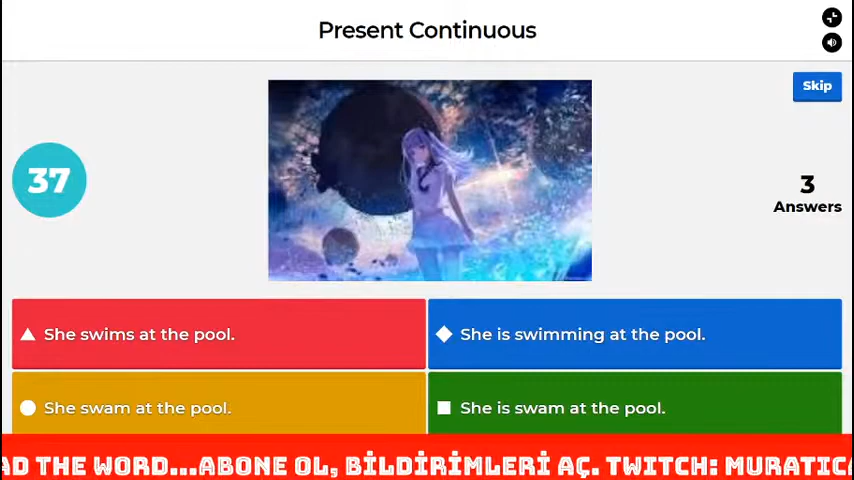 Present Continuous
Skip
37
3
Answers
She swims at the pool.
She is swimming at the pool.
She swam at the pool.
She is swam at the pool.
AD THE WORD...ABONE OL, BİLDİRİMLERİ AÇ. TWITCH: MURATIC